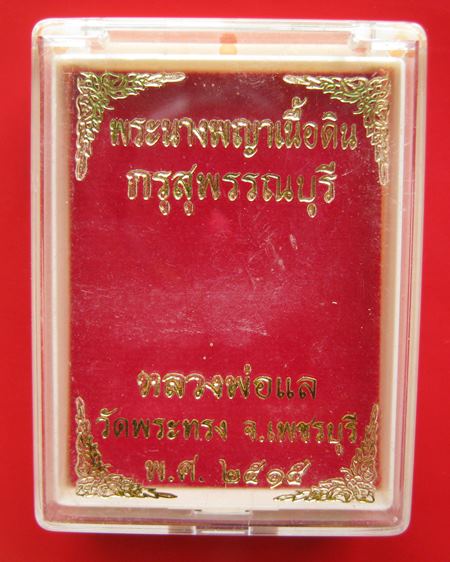 พระนางพญาเนื้อดิน
กรุสุพรรณบุรี
หลวงพ่อแล
วัดพระทรง จ.เพชรบุรี
พ.ศ. ๒๕๑๕